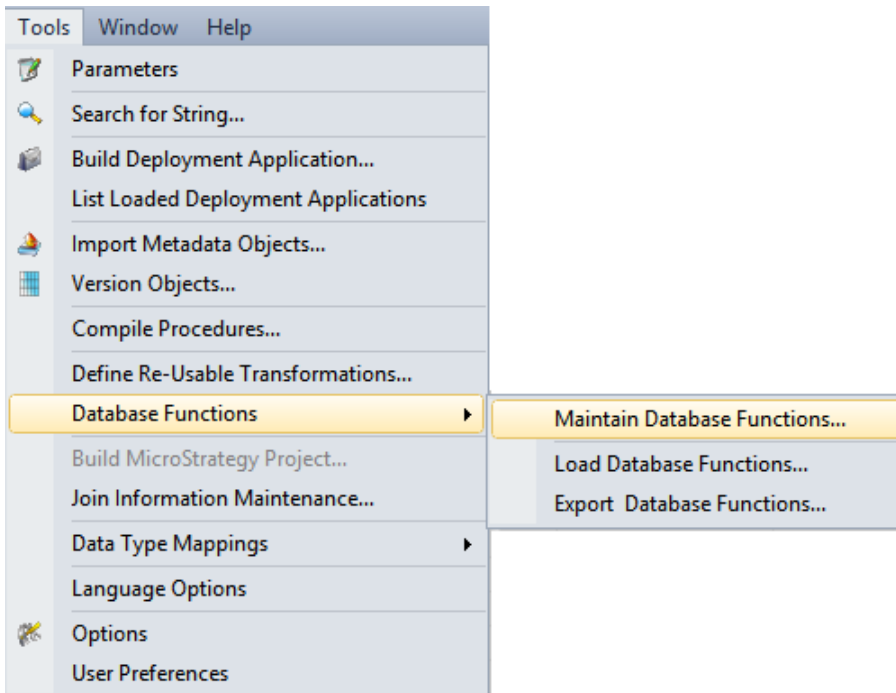 Tools Window Help
Parameters
Search for String...
Build Deployment Application...
List Loaded Deployment Applications
Import Metadata Objects...
Version Objects...
Compile Procedures...
Define Re-Usable Transformations...
Database Functions
Maintain Database Functions...
Build MicroStrategy Project...
Load Database Functions...
Join Information Maintenance...
Export Database Functions...
Data Type Mappings
Language Options
Options
User Preferences